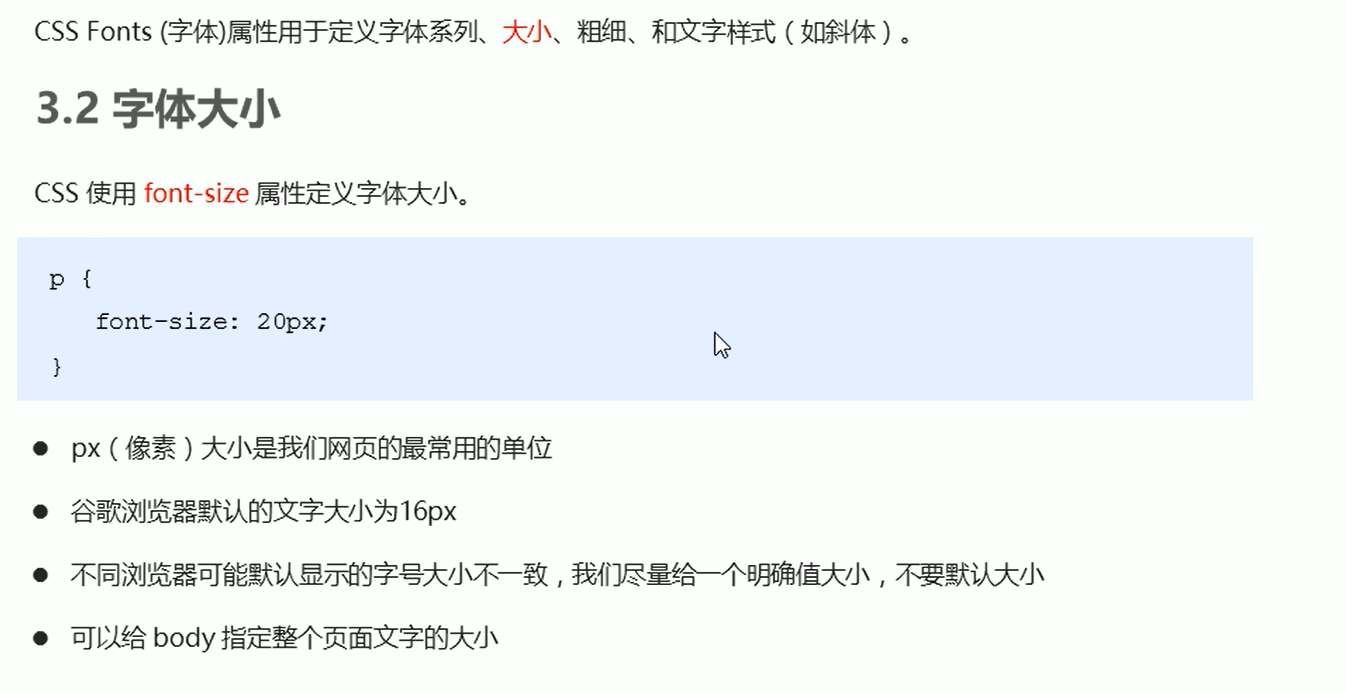 CSS Fonts (字体)属性用于定义字体系列、大小、粗细、和文字样式（如斜体）。
3.2 字体大小
CSS 使用 font-size 属性定义字体大小。
p {
font-size: 20px;
}
● px（像素）大小是我们网页的最常用的单位
● 谷歌浏览器默认的文字大小为16px
● 不同浏览器可能默认显示的字号大小不一致，我们尽量给一个明确值大小，不要默认大小
● 可以给 body 指定整个页面文字的大小